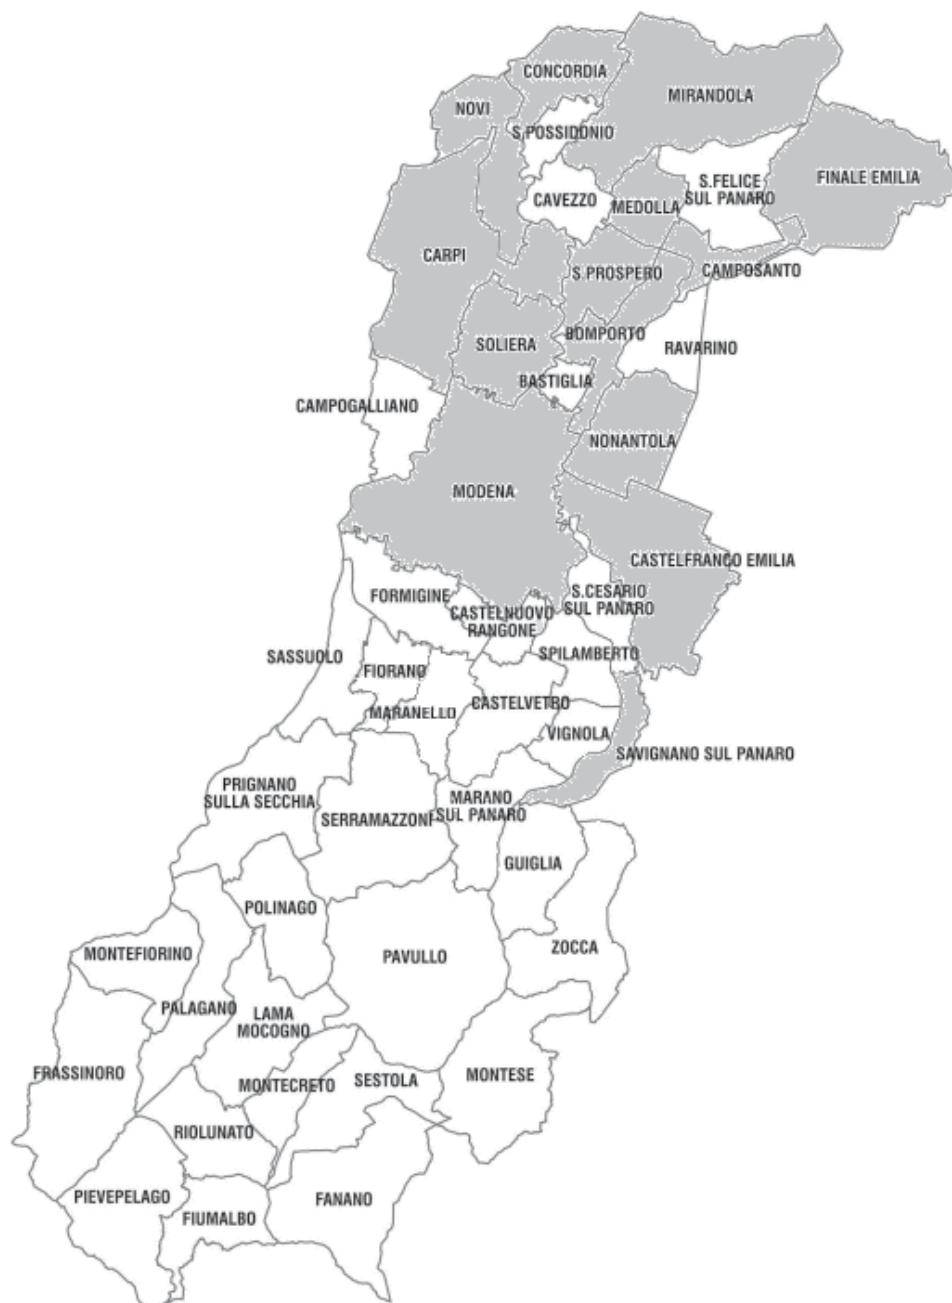 CONCORDIA
MIRANDOLA
NOVI
S.POSSIDONIO
S.FELICE
SUL PANARO
FINALE EMILIA
CAVEZZO
MEDOLLA
CARPI
S.PROSPERO
CAMPOSANTO
SOLIERA
BOMPORTO
RAVARINO
BASTIGLIA
CAMPOGALLIANO
NONANTOLA
MODENA
CASTELFRANCO EMILIA
FORMIGINE
S.CESARIO
SUL PANARO
CASTELNUOVO
RANGONE
SASSUOLO
FIORANO
SPILAMBERTO
MARANELLO
CASTELVETRO
VIGNOLA
SAVIGNANO SUL PANARO
PRIGNANO
SULLA SECCHIA
SERRAMAZZONI
MARANO
SUL PANARO
GUIGLIA
POLINAGO
MONTEFIORINO
PAVULLO
ZOCCA
PALAGANO
LAMA
MOCOGNO
FRASSINORO
MONTECRETO
SESTOLA
MONTESE
RIOLUNATO
PIEVEPELAGO
FIUMALBO
FANANO